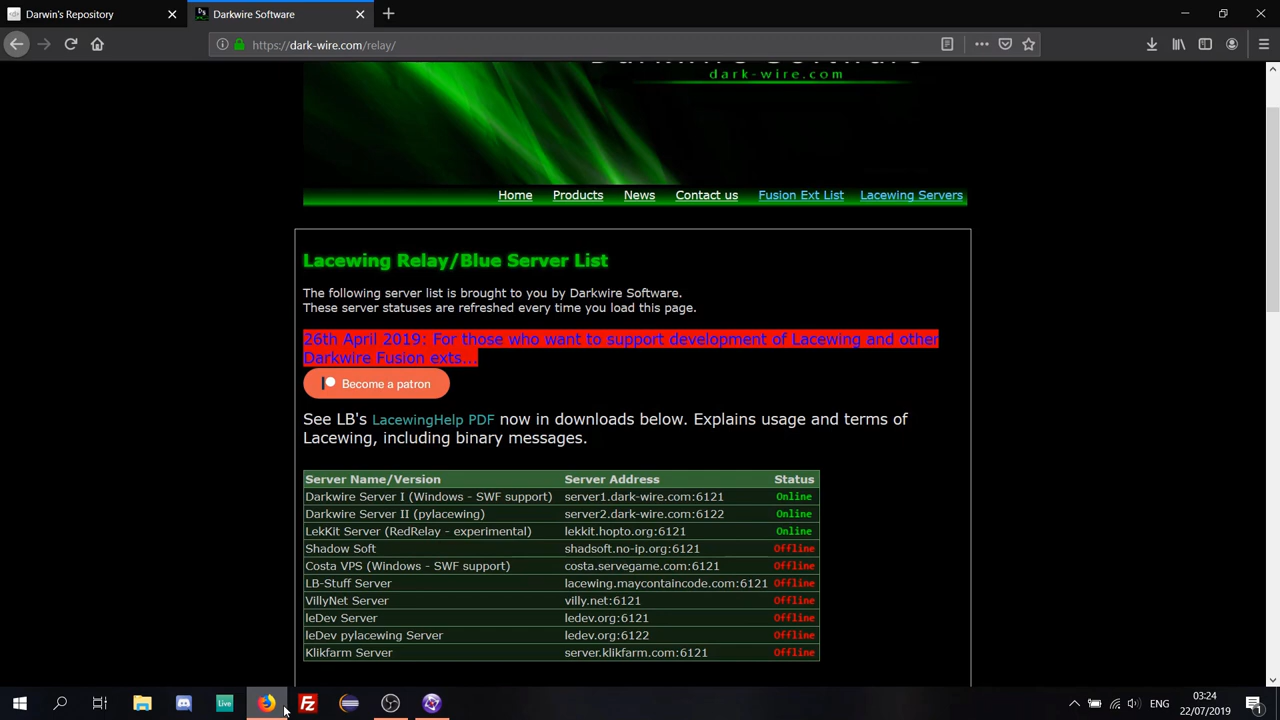 Darwin's Repository
Darkwire Software
https://dark-wire.com/relay/
dark-wire.com
Home Products News Contact us Fusion Ext List Lacewing Servers
Lacewing Relay/Blue Server List
The following server list is brought to you by Darkwire Software.
These server statuses are refreshed every time you load this page.
26th April 2019: For those who want to support development of Lacewing and other
Darkwire Fusion exts...
Become a patron
See LB's LacewingHelp PDF now in downloads below. Explains usage and terms of
Lacewing, including binary messages.
Server Name/Version Server Address Status
Darkwire Server I (Windows - SWF support) server1.dark-wire.com:6121 Online
Darkwire Server II (pylacewing) server2.dark-wire.com:6122 Online
LekKit Server (RedRelay - experimental) lekkit.hopto.org:6121 Online
Shadow Soft shadsoft.no-ip.org:6121 Offline
Costa VPS (Windows - SWF support) costa.servegame.com:6121 Offline
LB-Stuff Server lacewing.maycontaincode.com:6121 Offline
VillyNet Server villy.net:6121 Offline
leDev Server ledev.org:6121 Offline
leDev pylacewing Server ledev.org:6122 Offline
Klikfarm Server server.klikfarm.com:6121 Offline
Live
Fz
ENG
03:24
22/07/2019
1